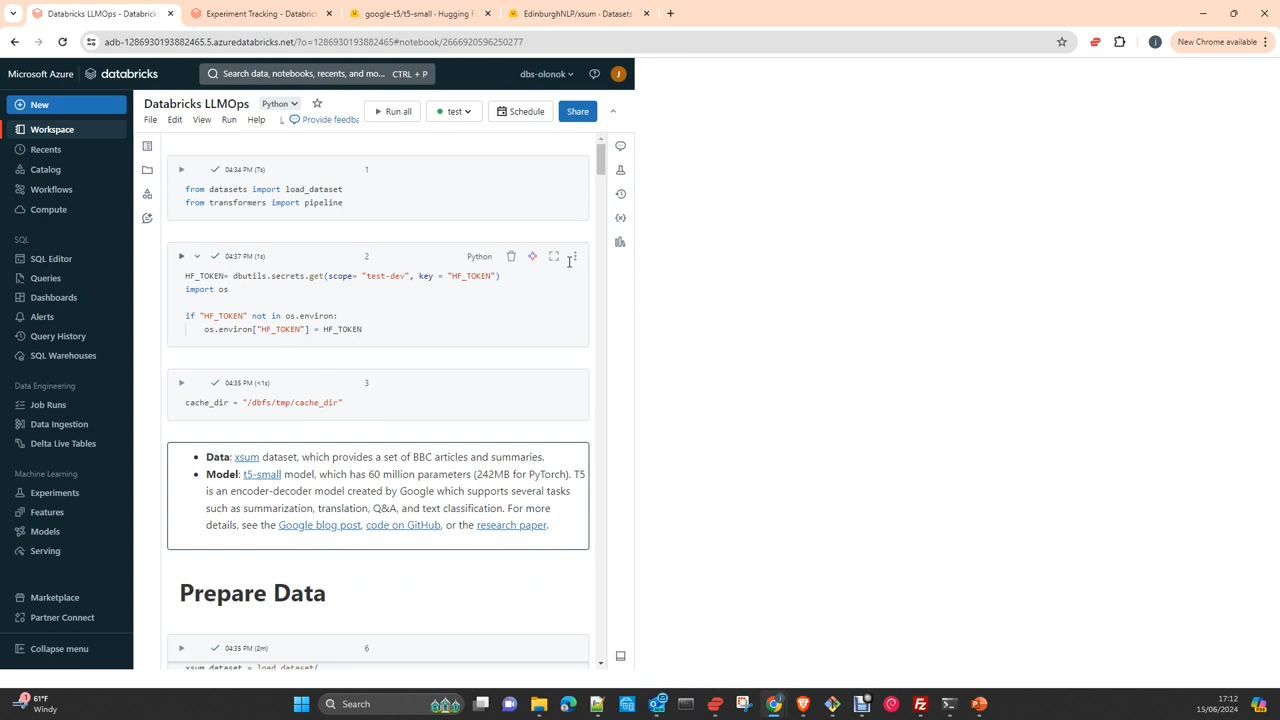 Databricks LLMOps - Databricks
Experiment Tracking - Databricks
google-t5/t5-small · Hugging F
EdinburghNLP/xsum · Datasets
adb-1286930193882465.5.azuredatabricks.net/?o=1286930193882465#notebook/2666920596250277
New Chrome available
Microsoft Azure
databricks
Search data, notebooks, recents, and mo... CTRL + P
dbs-olonok
J
New
Workspace
Recents
Catalog
Workflows
Compute
SQL
SQL Editor
Queries
Dashboards
Alerts
Query History
SQL Warehouses
Data Engineering
Job Runs
Data Ingestion
Delta Live Tables
Machine Learning
Experiments
Features
Models
Serving
Marketplace
Partner Connect
Collapse menu
Databricks LLMOps Python
File Edit View Run Help Provide feedba
Run all
test
Schedule
Share
04:34 PM (7s) 1
from datasets import load_dataset
from transformers import pipeline
04:37 PM (1s) 2 Python
HF_TOKEN= dbutils.secrets.get(scope= "test-dev", key = "HF_TOKEN")
import os
if "HF_TOKEN" not in os.environ:
os.environ["HF_TOKEN"] = HF_TOKEN
04:35 PM (<1s) 3
cache_dir = "/dbfs/tmp/cache_dir"
• Data: xsum dataset, which provides a set of BBC articles and summaries.
• Model: t5-small model, which has 60 million parameters (242MB for PyTorch). T5
is an encoder-decoder model created by Google which supports several tasks
such as summarization, translation, Q&A, and text classification. For more
details, see the Google blog post, code on GitHub, or the research paper.
Prepare Data
04:35 PM (2m) 6
xsum_dataset = load_dataset(
1
61°F
Windy
Search
17:12
15/06/2024